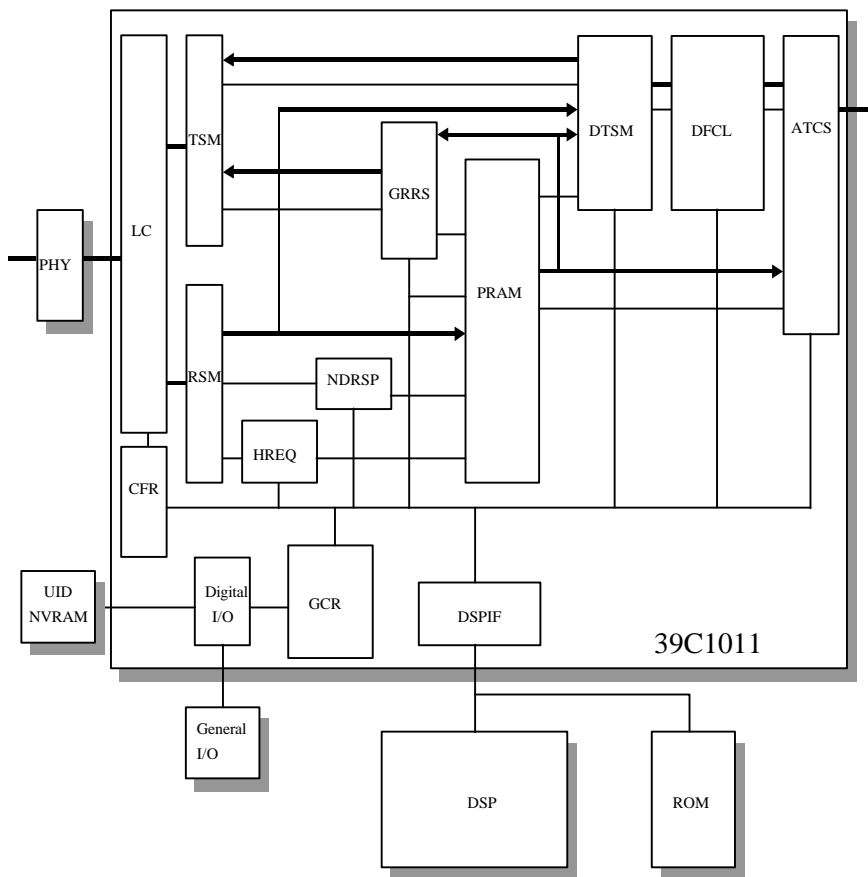 LC
TSM
DTSM
DFCL
ATCS
GRRS
PHY
PRAM
RSM
NDRSP
HREQ
CFR
UID
NVRAM
Digital
I/O
GCR
DSPIF
39C1011
General
I/O
DSP
ROM